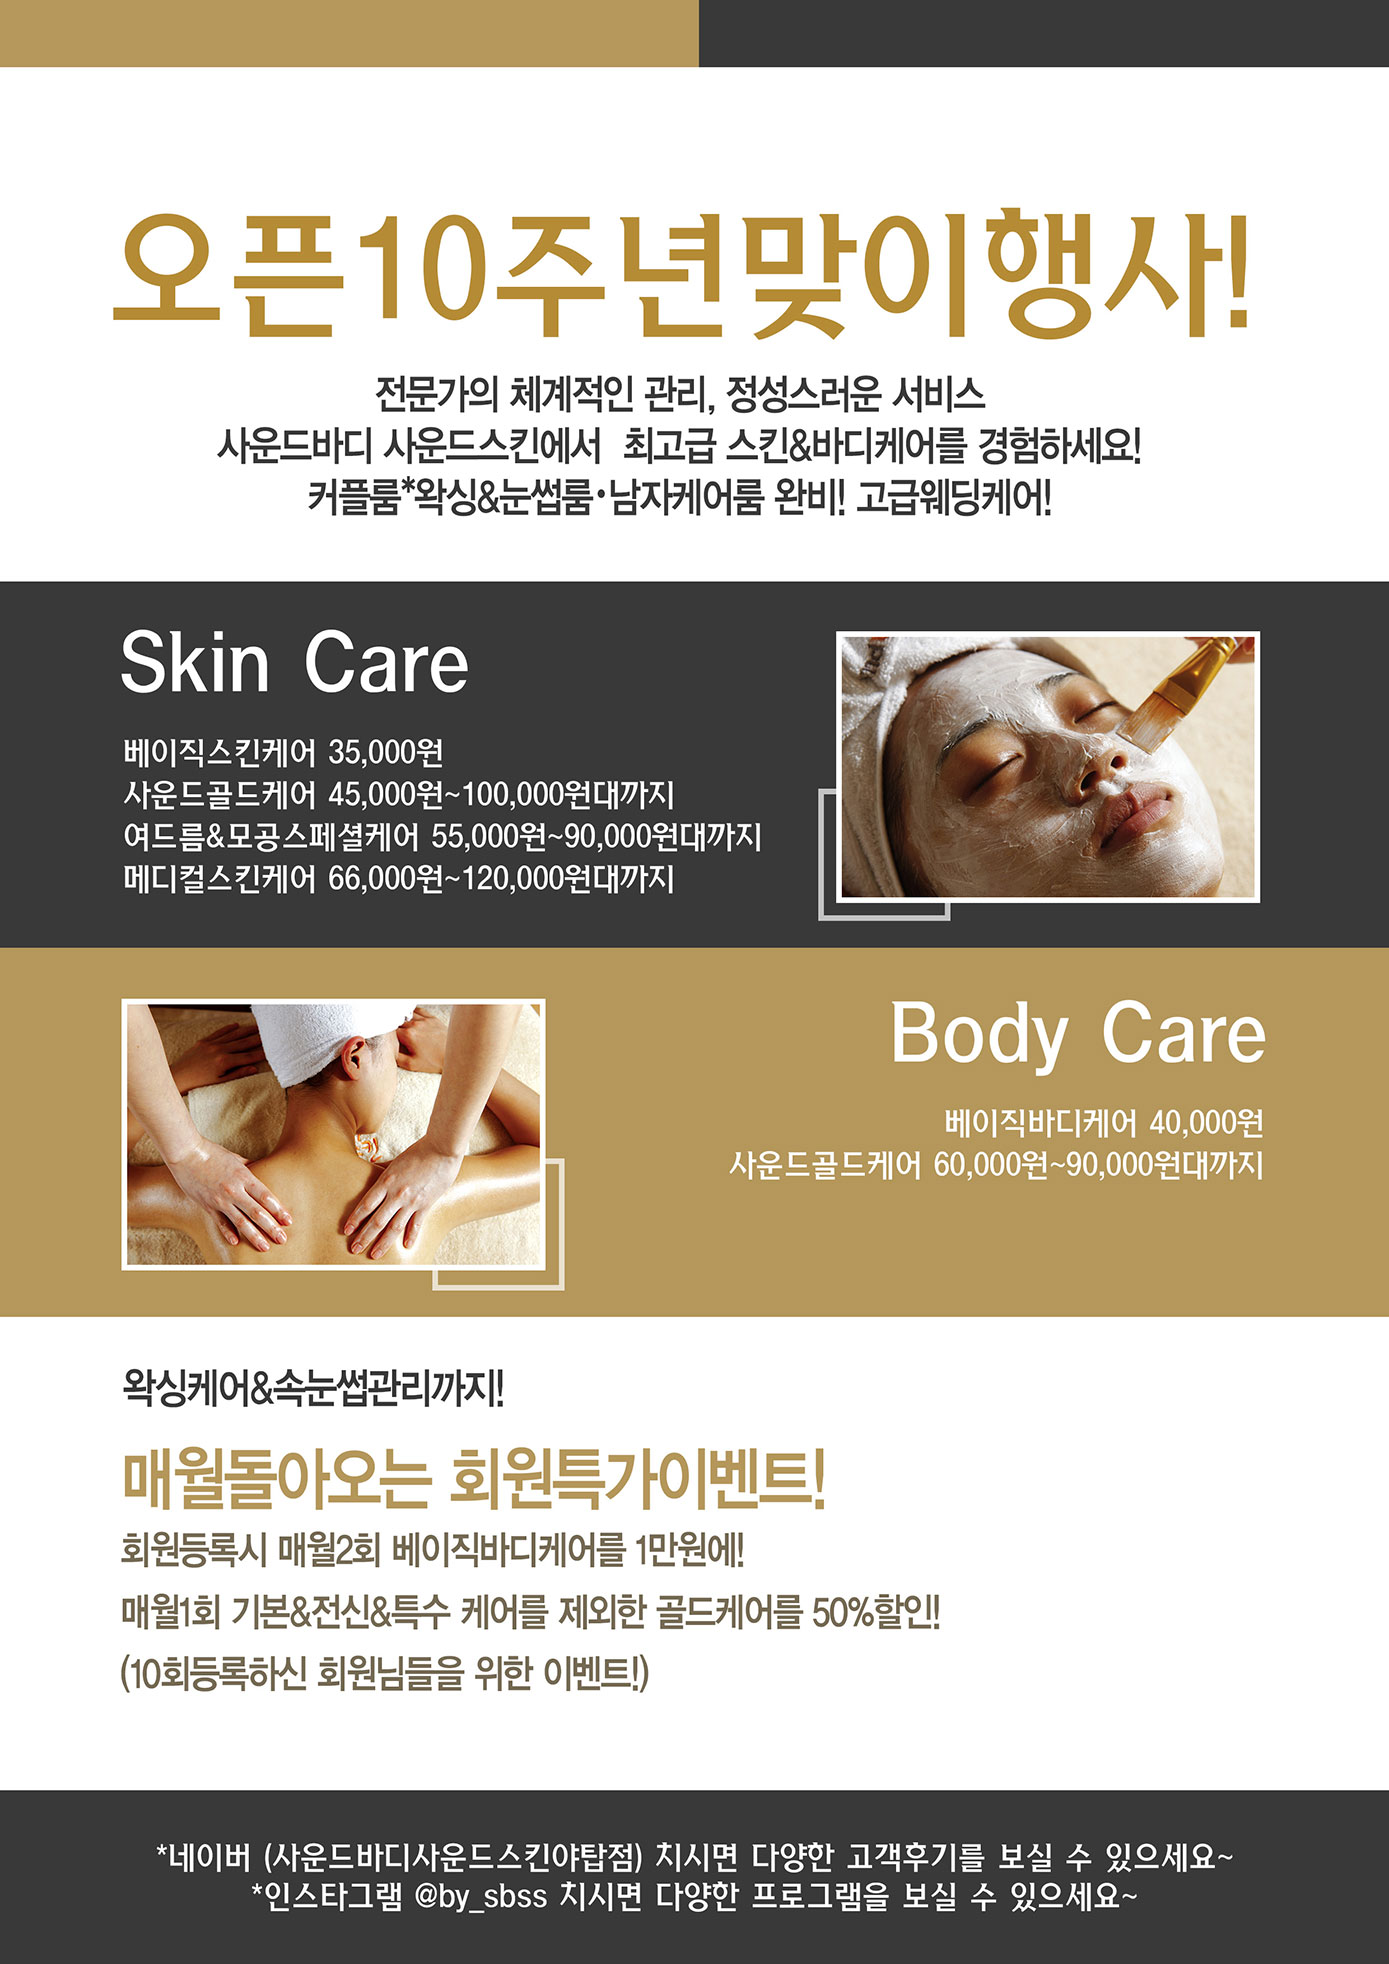 오픈10주년맞이행사!
전문가의 체계적인 관리, 정성스러운 서비스
사운드바디 사운드스킨에서 최고급 스킨&바디케어를 경험하세요!
커플룸*왁싱&눈썹룸·남자케어룸 완비! 고급웨딩케어!
Skin Care
베이직스킨케어 35,000원
사운드골드케어 45,000원~100,000원대까지
여드름&모공스페셜케어 55,000원~90,000원대까지
메디컬스킨케어 66,000원~120,000원대까지
Body Care
베이직바디케어 40,000원
사운드골드케어 60,000원~90,000원대까지
왁싱케어&속눈썹관리까지!
매월돌아오는 회원특가이벤트!
회원등록시 매월2회 베이직바디케어를 1만원에!
매월1회 기본&전신&특수 케어를 제외한 골드케어를 50%할인!
(10회등록하신 회원님들을 위한 이벤트!)
*네이버 (사운드바디사운드스킨야탑점) 치시면 다양한 고객후기를 보실 수 있으세요~
*인스타그램 @by_sbss 치시면 다양한 프로그램을 보실 수 있으세요~